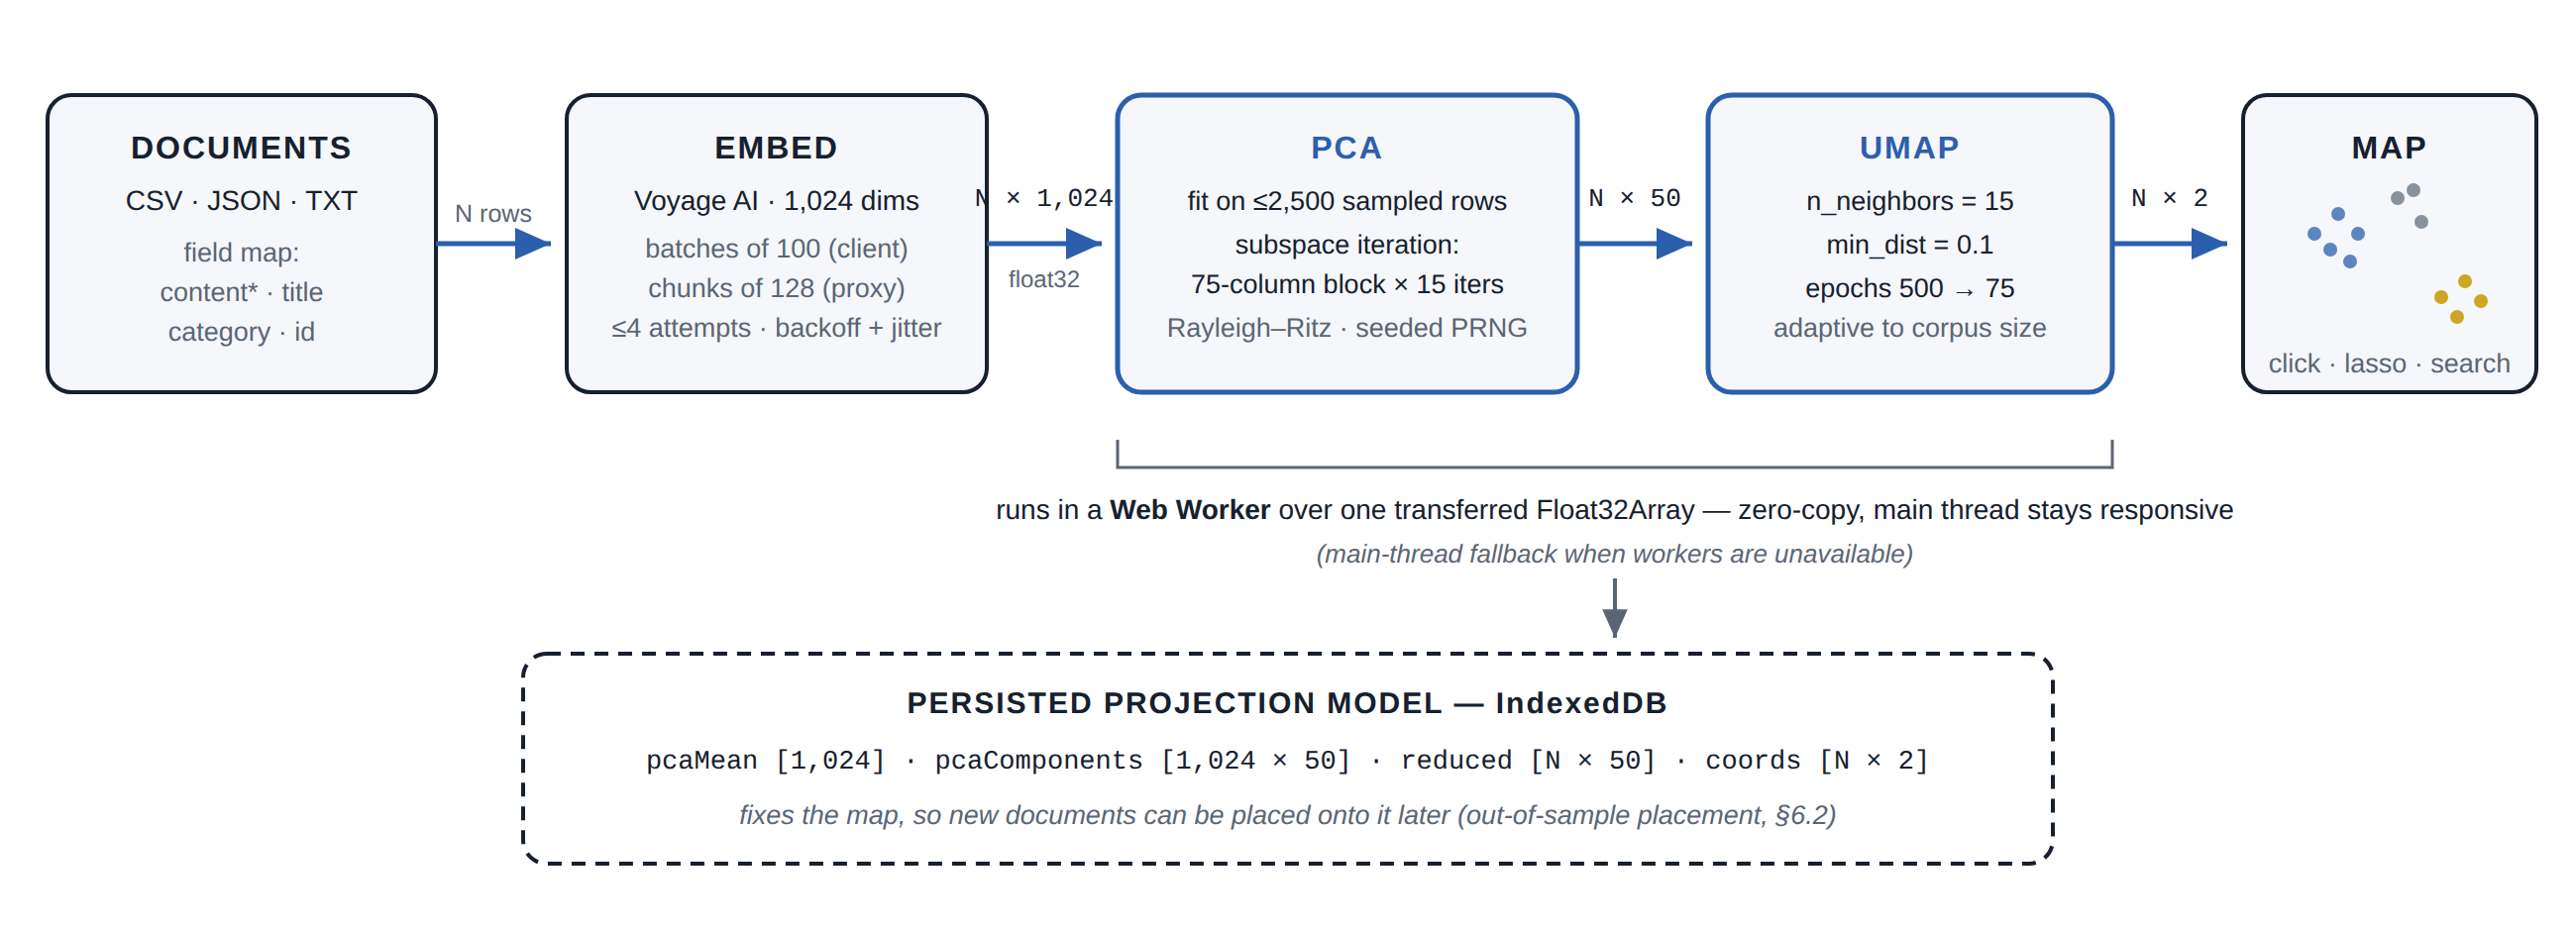 DOCUMENTS
CSV · JSON · TXT
field map:
content* · title
category · id
N rows
EMBED
Voyage AI · 1,024 dims
batches of 100 (client)
chunks of 128 (proxy)
≤4 attempts · backoff + jitter
N × 1,024
float32
PCA
fit on ≤2,500 sampled rows
subspace iteration:
75-column block × 15 iters
Rayleigh–Ritz · seeded PRNG
N × 50
UMAP
n_neighbors = 15
min_dist = 0.1
epochs 500 → 75
adaptive to corpus size
N × 2
MAP
click · lasso · search
runs in a Web Worker over one transferred Float32Array — zero-copy, main thread stays responsive
(main-thread fallback when workers are unavailable)
PERSISTED PROJECTION MODEL — IndexedDB
pcaMean [1,024] · pcaComponents [1,024 × 50] · reduced [N × 50] · coords [N × 2]
fixes the map, so new documents can be placed onto it later (out-of-sample placement, §6.2)